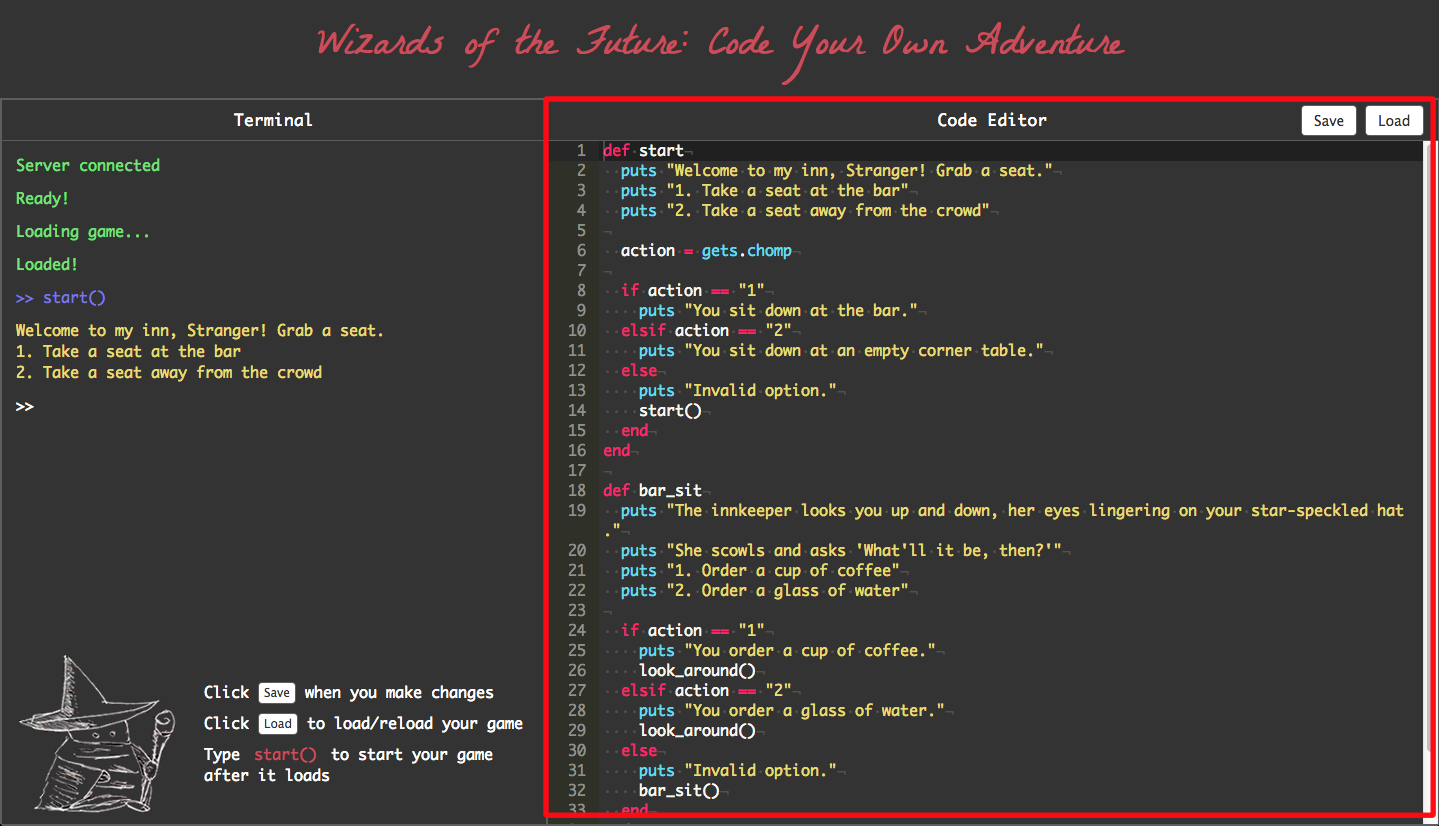 Wizards of the Future: Code Your Own Adventure
Terminal
Server connected
Ready!
Loading game...
Loaded!
>> start()
Welcome to my inn, Stranger! Grab a seat.
1. Take a seat at the bar
2. Take a seat away from the crowd
>>
Click Save when you make changes
Click Load to load/reload your game
Type start() to start your game
after it loads
Code Editor
Save Load
1 def start
2   puts "Welcome to my inn, Stranger! Grab a seat."
3   puts "1. Take a seat at the bar"
4   puts "2. Take a seat away from the crowd"
5
6   action = gets.chomp
7
8   if action == "1"
9     puts "You sit down at the bar."
10   elsif action == "2"
11     puts "You sit down at an empty corner table."
12   else
13     puts "Invalid option."
14     start()
15   end
16 end
17
18 def bar_sit
19   puts "The innkeeper looks you up and down, her eyes lingering on your star-speckled hat
."
20   puts "She scowls and asks 'What'll it be, then?'"
21   puts "1. Order a cup of coffee"
22   puts "2. Order a glass of water"
23
24   if action == "1"
25     puts "You order a cup of coffee."
26     look_around()
27   elsif action == "2"
28     puts "You order a glass of water."
29     look_around()
30   else
31     puts "Invalid option."
32     bar_sit()
33   end